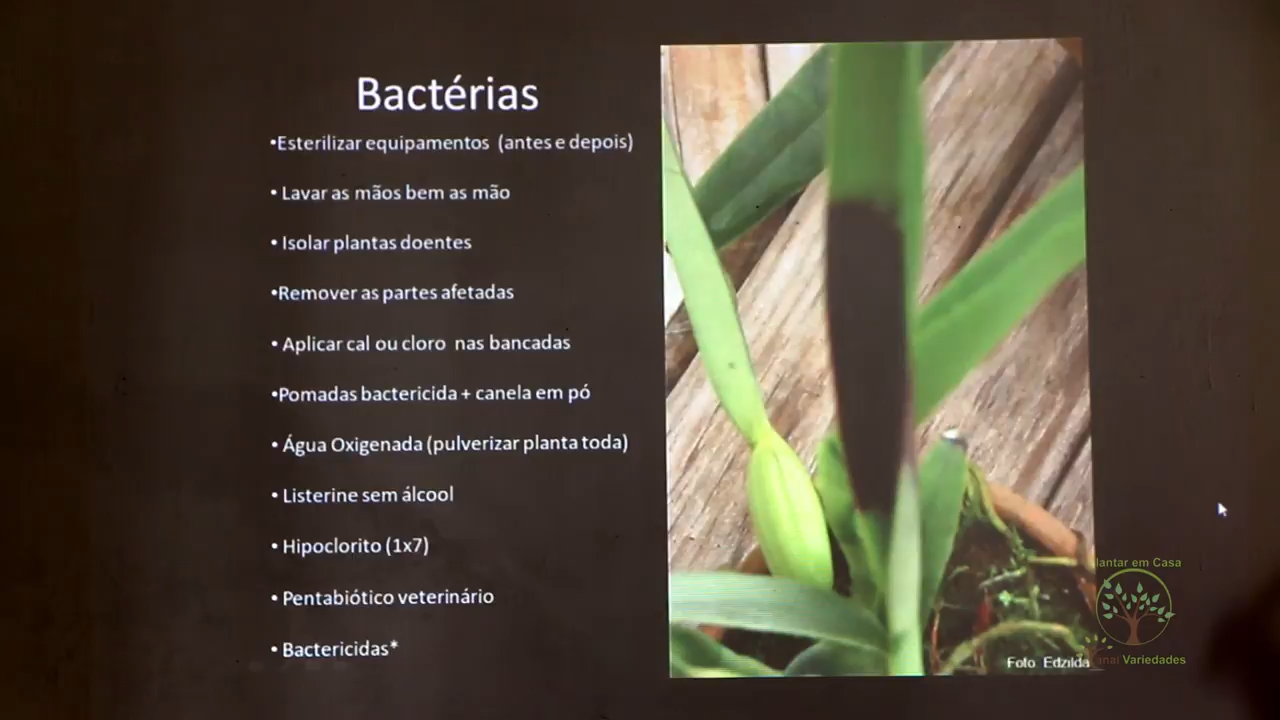 Bactérias
•Esterilizar equipamentos (antes e depois)
• Lavar as mãos bem as mão
• Isolar plantas doentes
•Remover as partes afetadas
• Aplicar cal ou cloro nas bancadas
•Pomadas bactericida + canela em pó
• Água Oxigenada (pulverizar planta toda)
• Listerine sem álcool
• Hipoclorito (1x7)
• Pentabiótico veterinário
• Bactericidas*
Foto Edzilda
lantar em Casa
anal Variedades